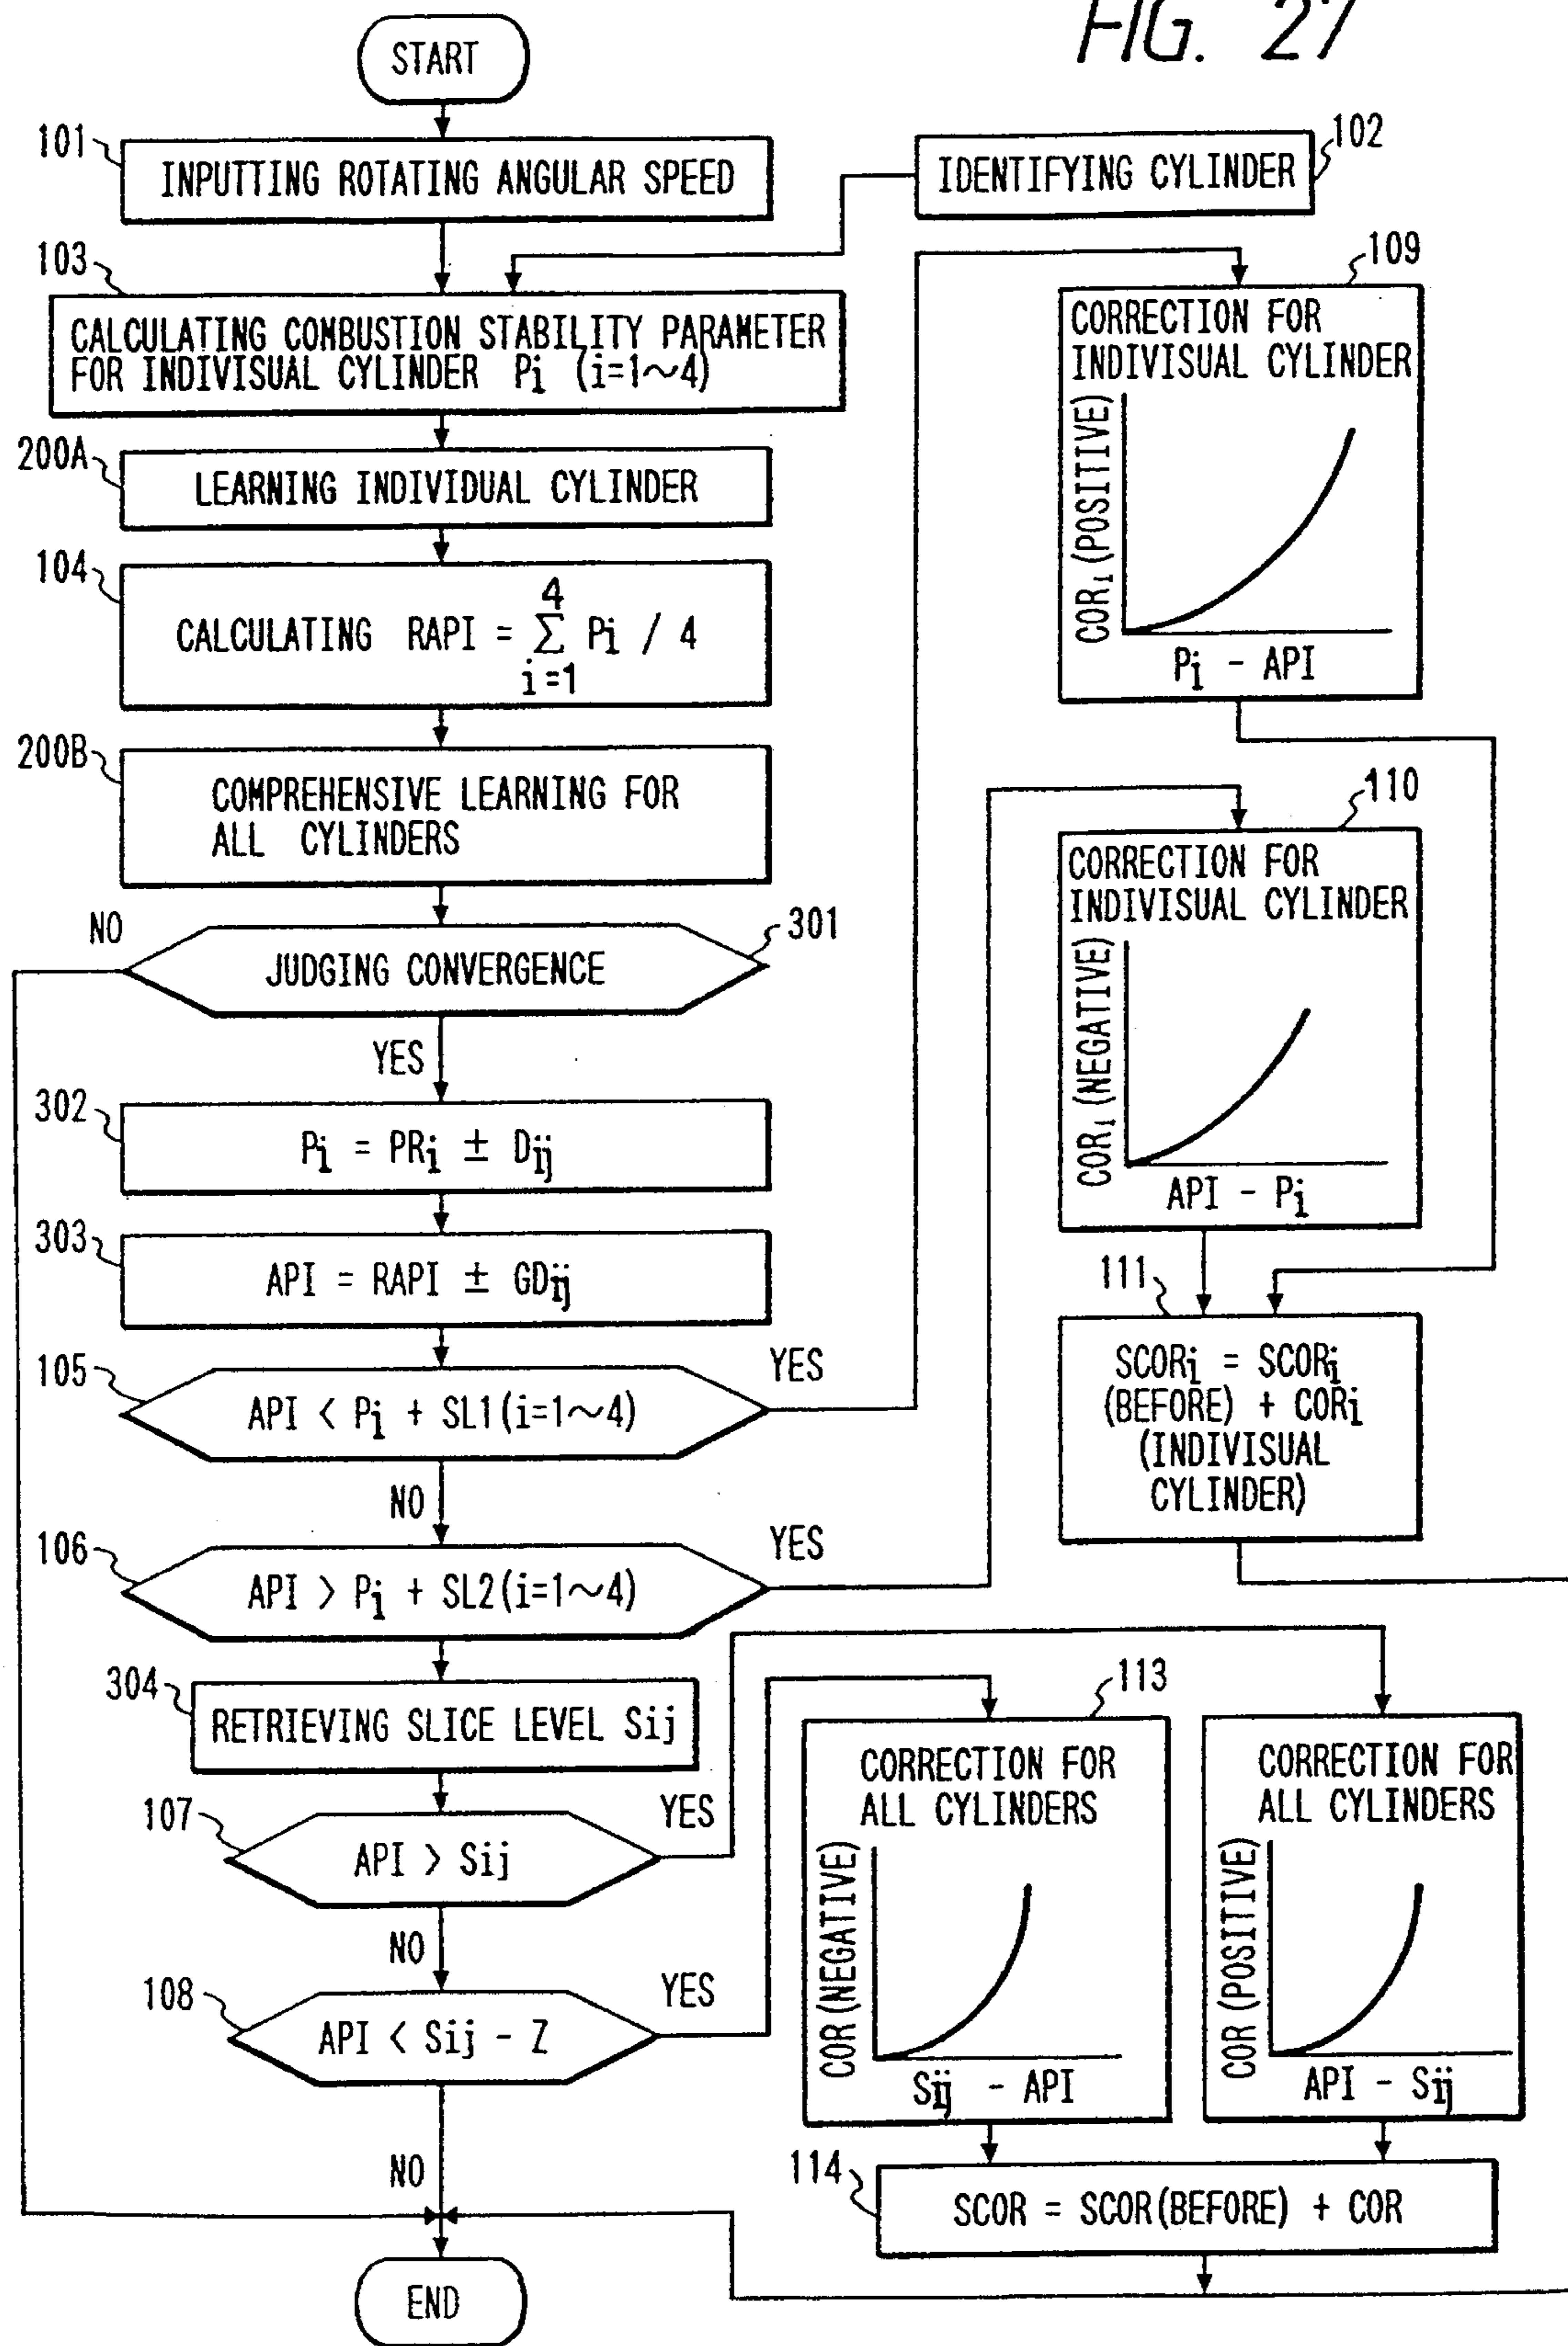 FIG. 27
START
101
INPUTTING ROTATING ANGULAR SPEED
IDENTIFYING CYLINDER
102
103
CALCULATING COMBUSTION STABILITY PARAMETER
FOR INDIVISUAL CYLINDER Pi (i=1～4)
200A
LEARNING INDIVIDUAL CYLINDER
104
CALCULATING RAPI = 4 Σ i=1 Pi / 4
200B
COMPREHENSIVE LEARNING FOR
ALL CYLINDERS
NO
301
JUDGING CONVERGENCE
YES
302
Pi = PRi ± Dij
303
API = RAPI ± GDij
105
API < Pi + SL1(i=1～4)
YES
NO
106
API > Pi + SL2(i=1～4)
YES
304
RETRIEVING SLICE LEVEL Sij
107
API > Sij
YES
NO
108
API < Sij - Z
YES
NO
END
109
CORRECTION FOR
INDIVISUAL CYLINDER
CORi (POSITIVE)
Pi - API
110
CORRECTION FOR
INDIVISUAL CYLINDER
CORi (NEGATIVE)
API - Pi
111
SCORi = SCORi
(BEFORE) + CORi
(INDIVISUAL
CYLINDER)
113
CORRECTION FOR
ALL CYLINDERS
COR (NEGATIVE)
Sij - API
CORRECTION FOR
ALL CYLINDERS
COR (POSITIVE)
API - Sij
114
SCOR = SCOR(BEFORE) + COR